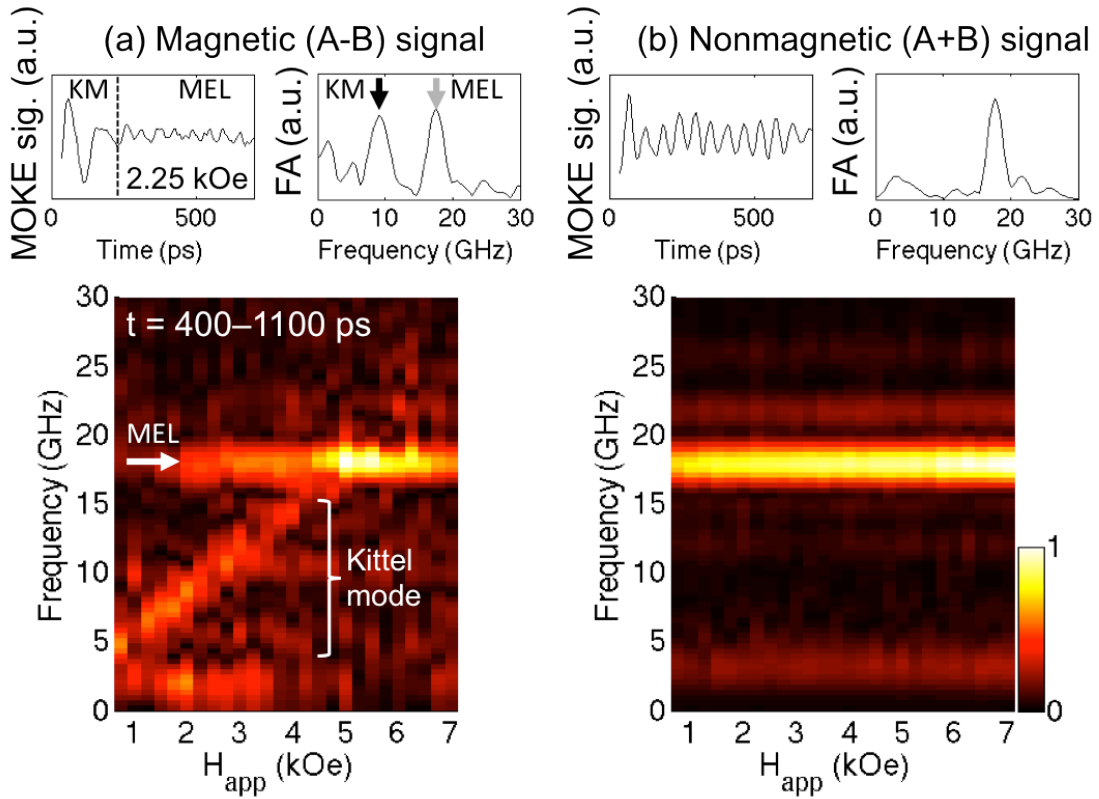 (a) Magnetic (A-B) signal
MOKE sig. (a.u.)
KM MEL
2.25 kOe
0 500
Time (ps)
FA (a.u.)
KM MEL
0 10 20 30
Frequency (GHz)
(b) Nonmagnetic (A+B) signal
MOKE sig. (a.u.)
0 500
Time (ps)
FA (a.u.)
0 10 20 30
Frequency (GHz)
t = 400–1100 ps
MEL
Kittel
mode
Frequency (GHz)
30
25
20
15
10
5
0
1 2 3 4 5 6 7
Happ (kOe)
Frequency (GHz)
30
25
20
15
10
5
0
1 2 3 4 5 6 7
Happ (kOe)
1
0